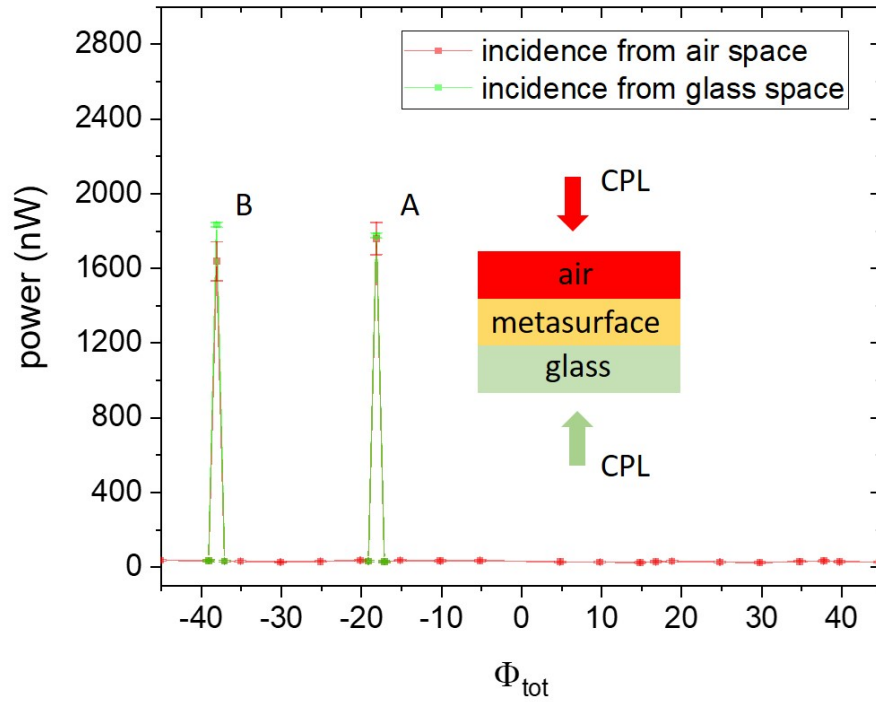 incidence from air space
incidence from glass space
2800
2400
2000
1600
1200
800
400
0
power (nW)
B
A
CPL
air
metasurface
glass
CPL
-40 -30 -20 -10 0 10 20 30 40
Φtot